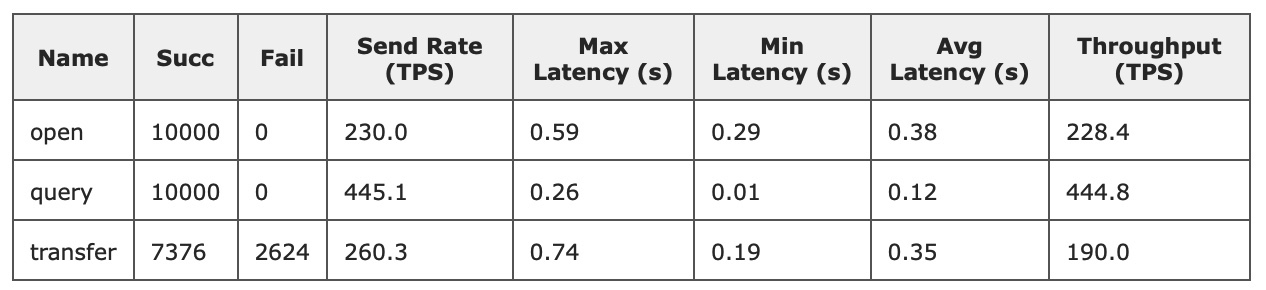 Name Succ Fail Send Rate (TPS) Max Latency (s) Min Latency (s) Avg Latency (s) Throughput (TPS)
open 10000 0 230.0 0.59 0.29 0.38 228.4
query 10000 0 445.1 0.26 0.01 0.12 444.8
transfer 7376 2624 260.3 0.74 0.19 0.35 190.0